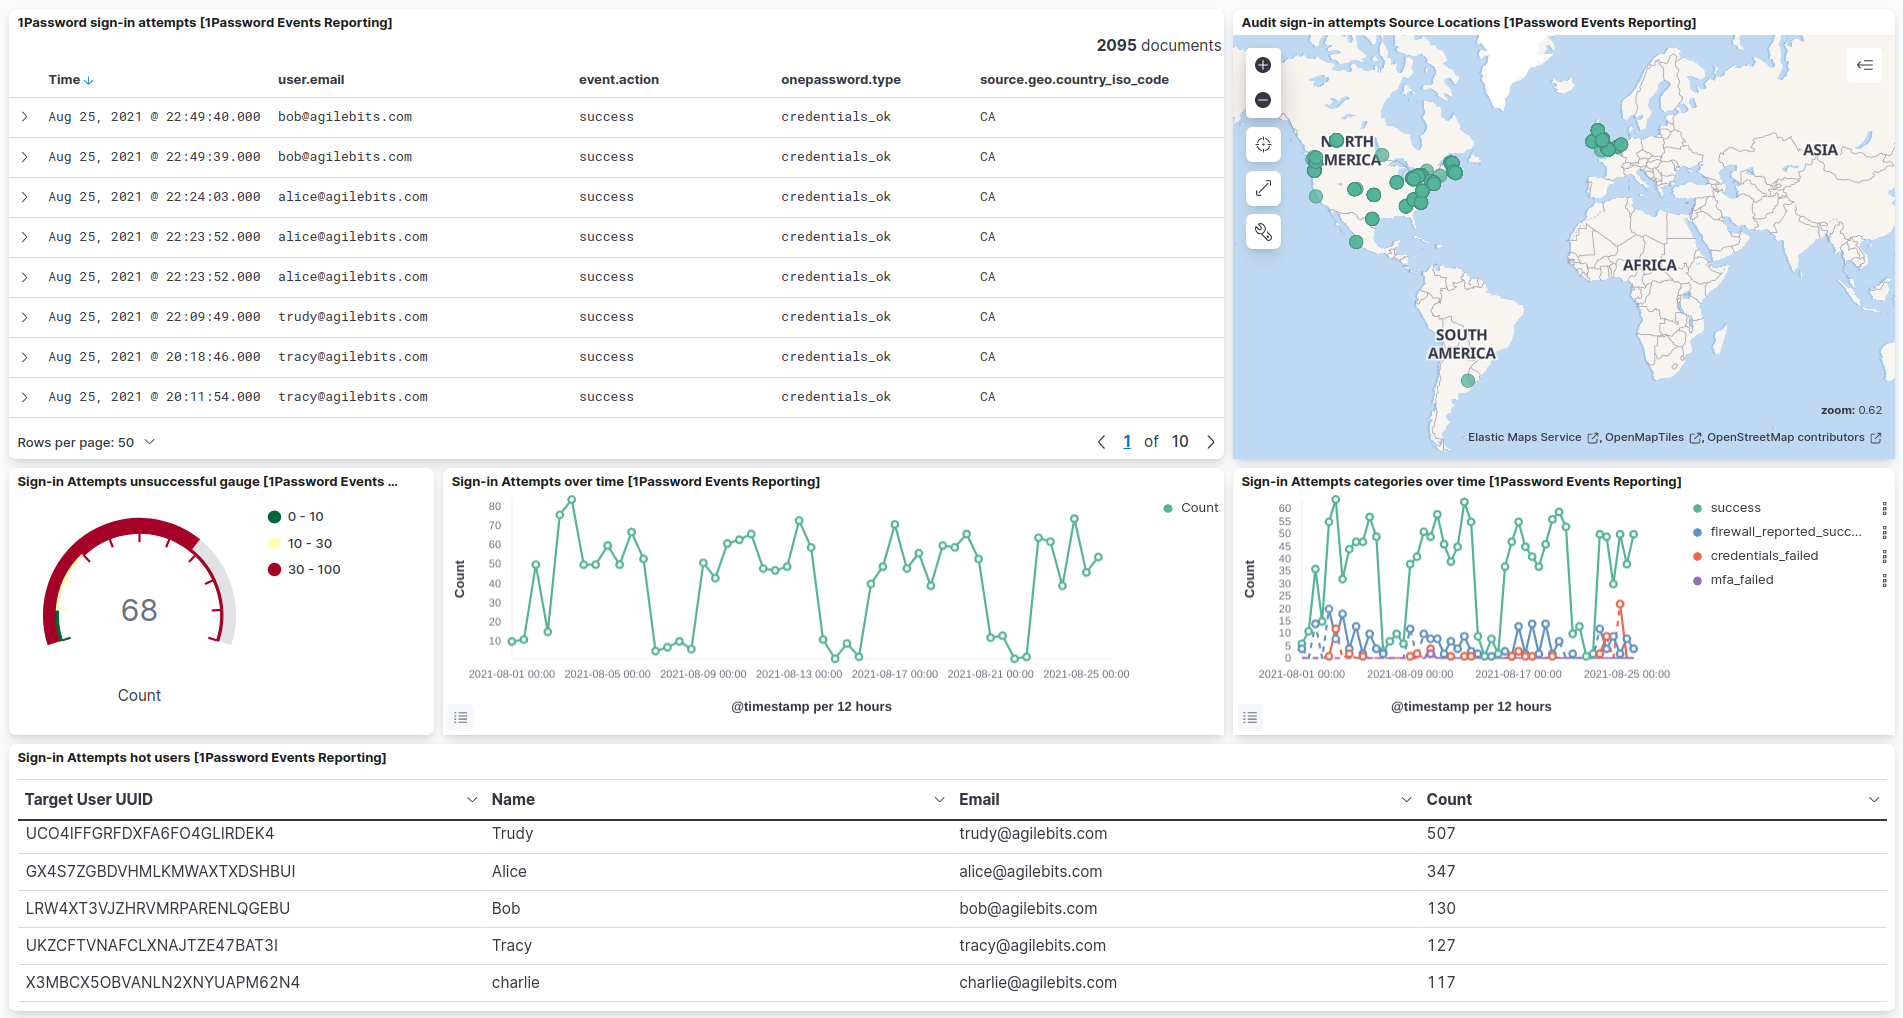 1Password sign-in attempts [1Password Events Reporting]
2095 documents
Time user.email event.action onepassword.type source.geo.country_iso_code
Aug 25, 2021 @ 22:49:40.000 bob@agilebits.com success credentials_ok CA
Aug 25, 2021 @ 22:49:39.000 bob@agilebits.com success credentials_ok CA
Aug 25, 2021 @ 22:24:03.000 alice@agilebits.com success credentials_ok CA
Aug 25, 2021 @ 22:23:52.000 alice@agilebits.com success credentials_ok CA
Aug 25, 2021 @ 22:23:52.000 alice@agilebits.com success credentials_ok CA
Aug 25, 2021 @ 22:09:49.000 trudy@agilebits.com success credentials_ok CA
Aug 25, 2021 @ 20:18:46.000 tracy@agilebits.com success credentials_ok CA
Aug 25, 2021 @ 20:11:54.000 tracy@agilebits.com success credentials_ok CA
Rows per page: 50
1 of 10
Audit sign-in attempts Source Locations [1Password Events Reporting]
ASIA
AFRICA
SOUTH
AMERICA
zoom: 0.62
Elastic Maps Service , OpenMapTiles , OpenStreetMap contributors
Sign-in Attempts unsuccessful gauge [1Password Events ...
0 - 10
10 - 30
30 - 100
68
Count
Sign-in Attempts over time [1Password Events Reporting]
Count
80
70
60
50
40
30
20
10
Count
2021-08-01 00:00 2021-08-05 00:00 2021-08-09 00:00 2021-08-13 00:00 2021-08-17 00:00 2021-08-21 00:00 2021-08-25 00:00
@timestamp per 12 hours
Sign-in Attempts categories over time [1Password Events Reporting]
success
firewall_reported_succ...
credentials_failed
mfa_failed
60
55
50
45
40
35
30
25
20
15
10
5
0
Count
2021-08-01 00:00 2021-08-09 00:00 2021-08-17 00:00 2021-08-25 00:00
@timestamp per 12 hours
Sign-in Attempts hot users [1Password Events Reporting]
Target User UUID Name Email Count
UCO4IFFGRFDXFA6FO4GLIRDEK4 Trudy trudy@agilebits.com 507
GX4S7ZGBDVHMLKMWAXTXDSHBUI Alice alice@agilebits.com 347
LRW4XT3VJZHRVMRPARENLQGEBU Bob bob@agilebits.com 130
UKZCFTVNAFCLXNAJTZE47BAT3I Tracy tracy@agilebits.com 127
X3MBCX5OBVANLN2XNYUAPM62N4 charlie charlie@agilebits.com 117